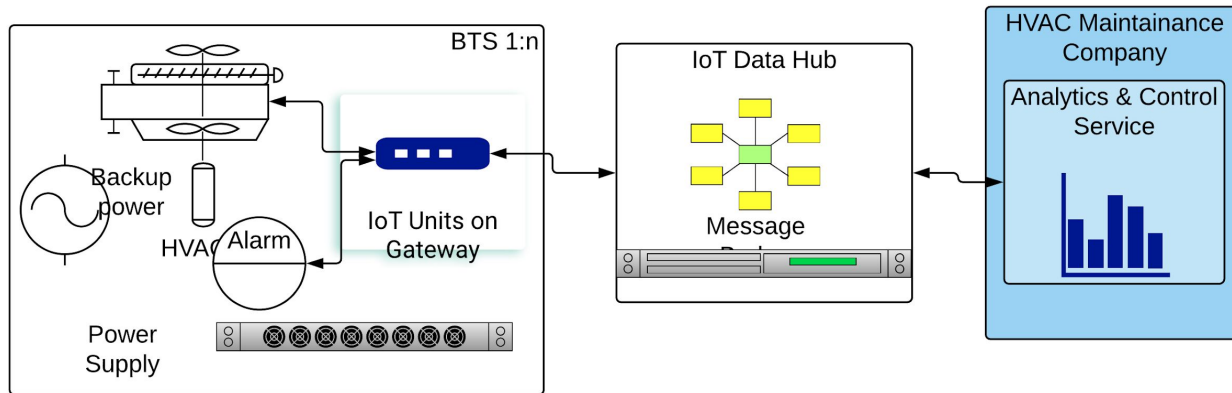 BTS 1:n
Backup
power
HVAC
Alarm
IoT Units on
Gateway
Power
Supply
IoT Data Hub
Message
HVAC Maintainance
Company
Analytics & Control
Service